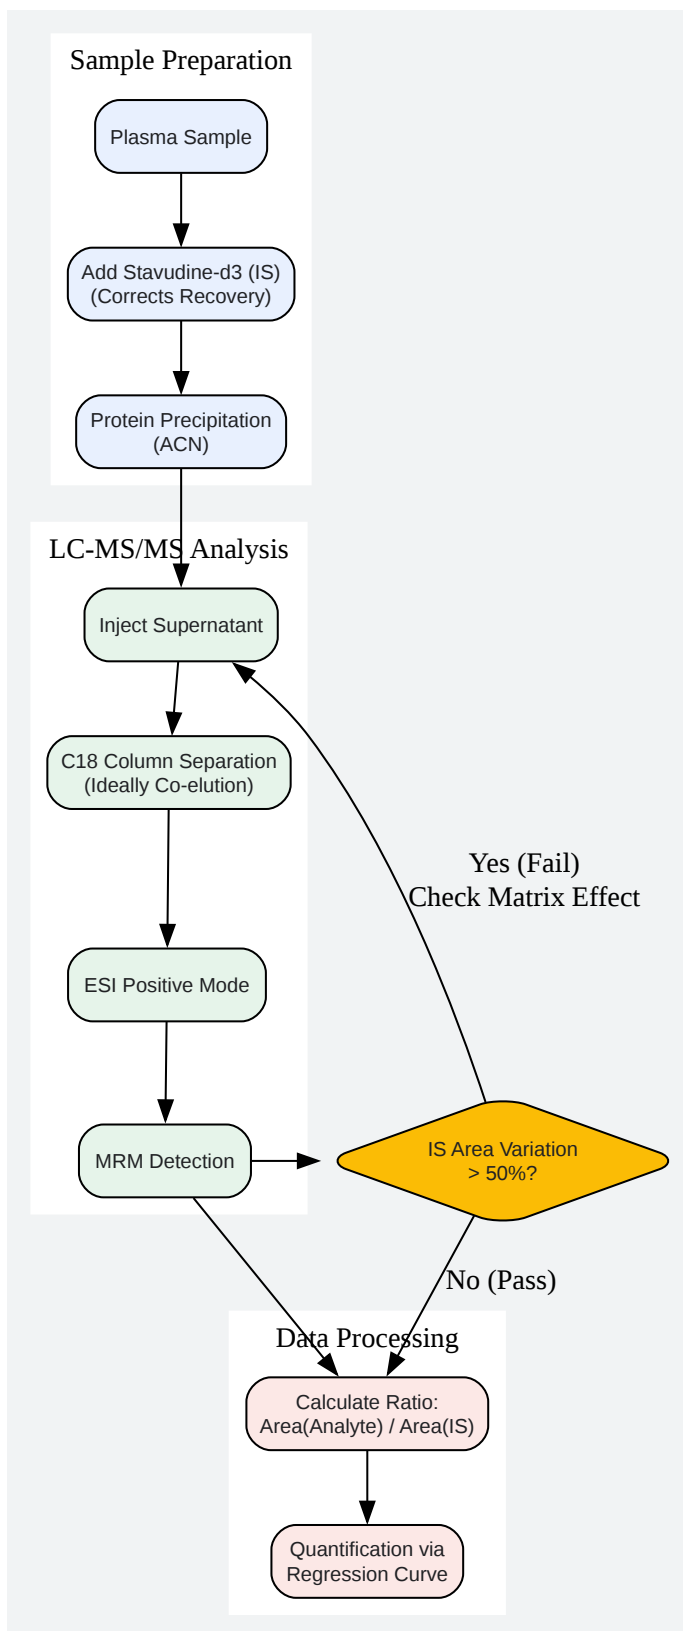 Sample Preparation
Plasma Sample
Add Stavudine-d3 (IS)
(Corrects Recovery)
Protein Precipitation
(ACN)
LC-MS/MS Analysis
Inject Supernatant
C18 Column Separation
(Ideally Co-elution)
Yes (Fail)
Check Matrix Effect
ESI Positive Mode
MRM Detection
IS Area Variation
> 50%?
No (Pass)
Data Processing
Calculate Ratio:
Area(Analyte) / Area(IS)
Quantification via
Regression Curve